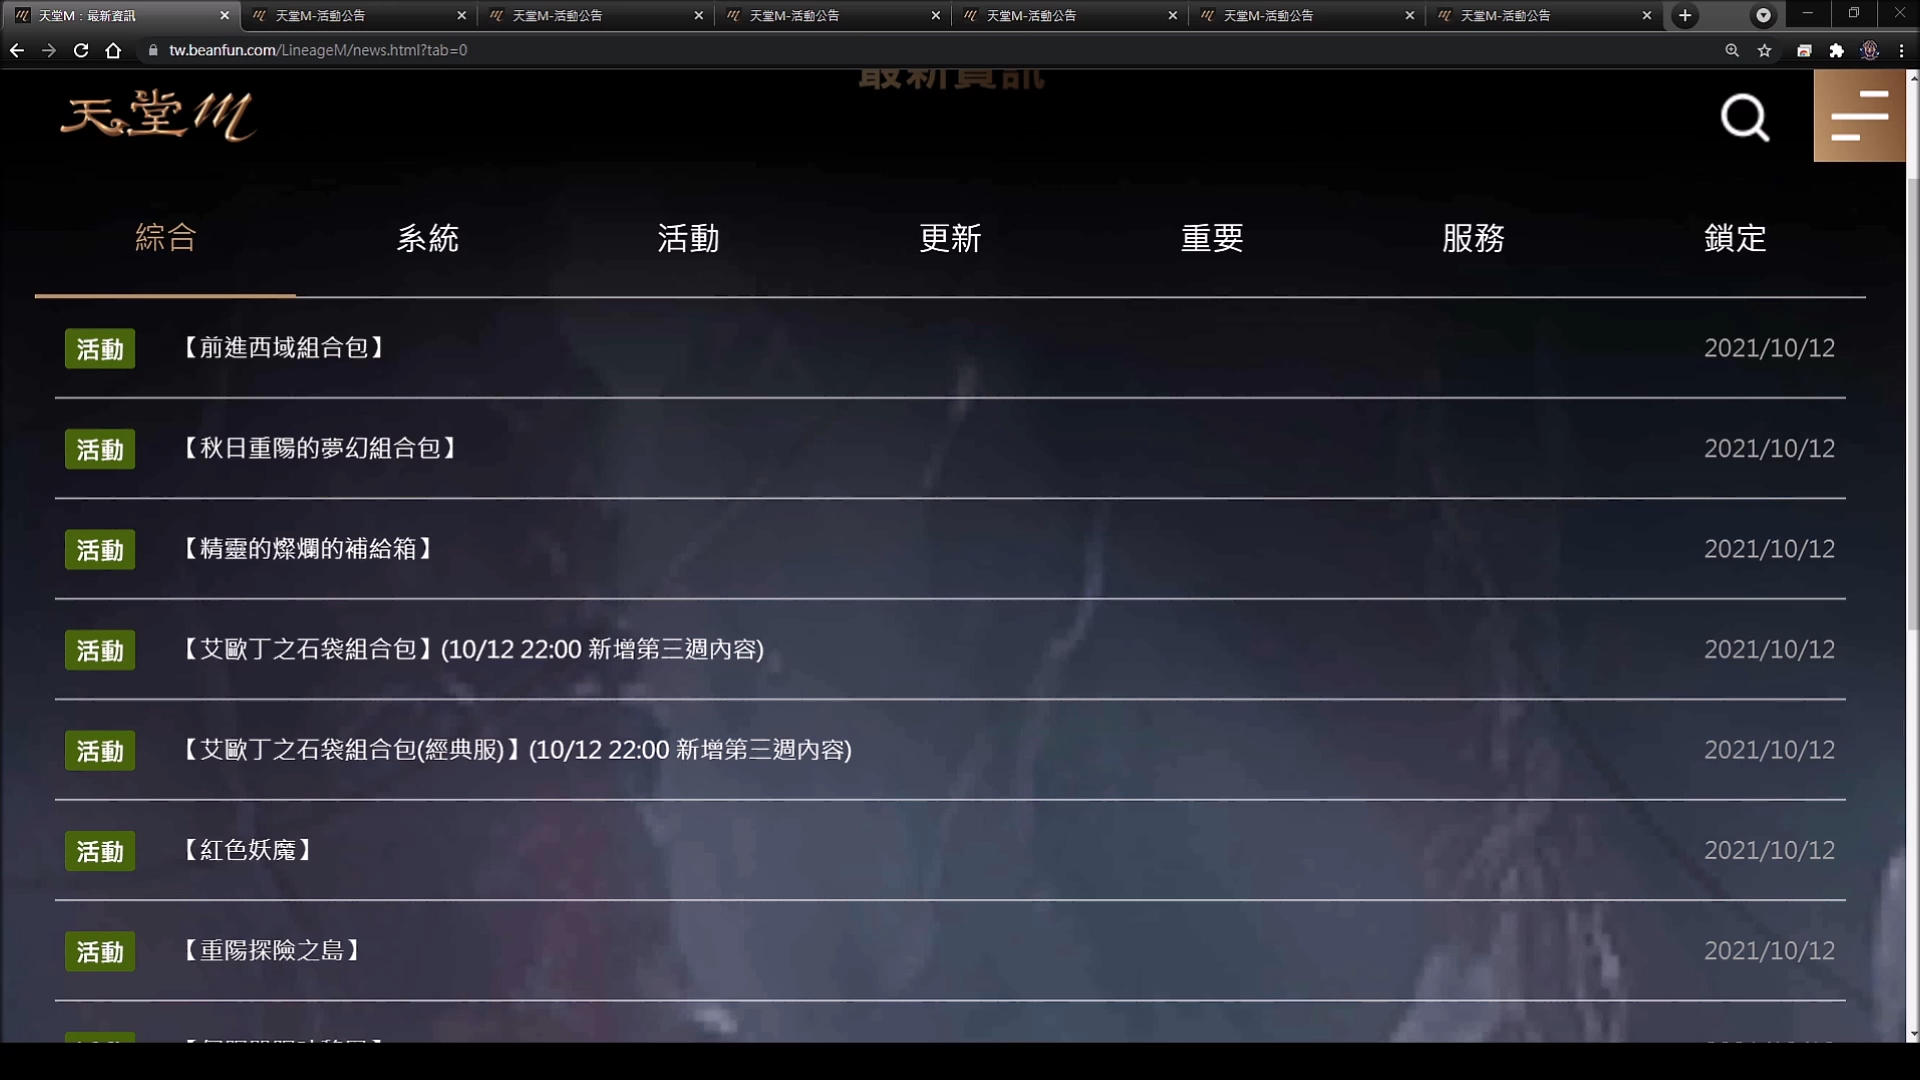 天堂M：最新資訊
天堂M-活動公告
天堂M-活動公告
天堂M-活動公告
天堂M-活動公告
天堂M-活動公告
天堂M-活動公告
tw.beanfun.com/LineageM/news.html?tab=0
最新資訊
天堂M
綜合 系統 活動 更新 重要 服務 鎖定
活動 【前進西域組合包】 2021/10/12
活動 【秋日重陽的夢幻組合包】 2021/10/12
活動 【精靈的燦爛的補給箱】 2021/10/12
活動 【艾歐丁之石袋組合包】(10/12 22:00 新增第三週內容) 2021/10/12
活動 【艾歐丁之石袋組合包(經典服)】(10/12 22:00 新增第三週內容) 2021/10/12
活動 【紅色妖魔】 2021/10/12
活動 【重陽探險之島】 2021/10/12